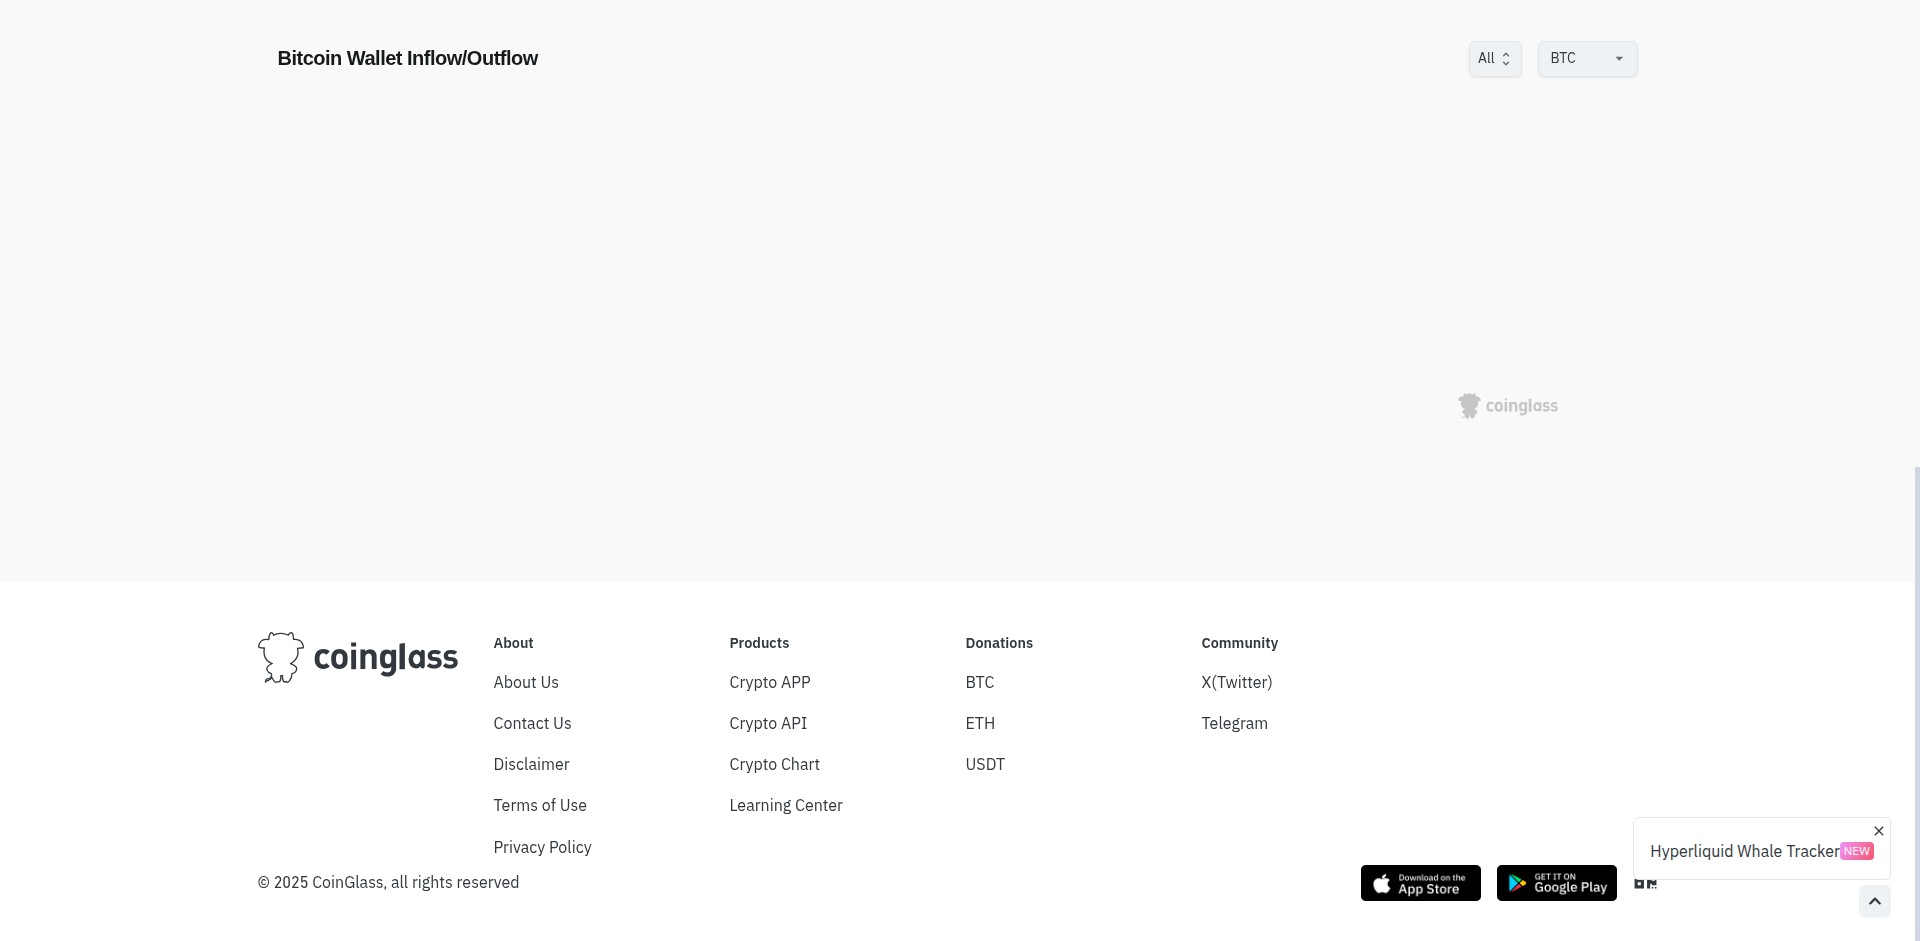 Bitcoin Wallet Inflow/Outflow
All
BTC
coinglass
coinglass
About
About Us
Contact Us
Disclaimer
Terms of Use
Privacy Policy
Products
Crypto APP
Crypto API
Crypto Chart
Learning Center
Donations
BTC
ETH
USDT
Community
X(Twitter)
Telegram
Hyperliquid Whale Tracker NEW
© 2025 CoinGlass, all rights reserved
Download on the
App Store
GET IT ON
Google Play